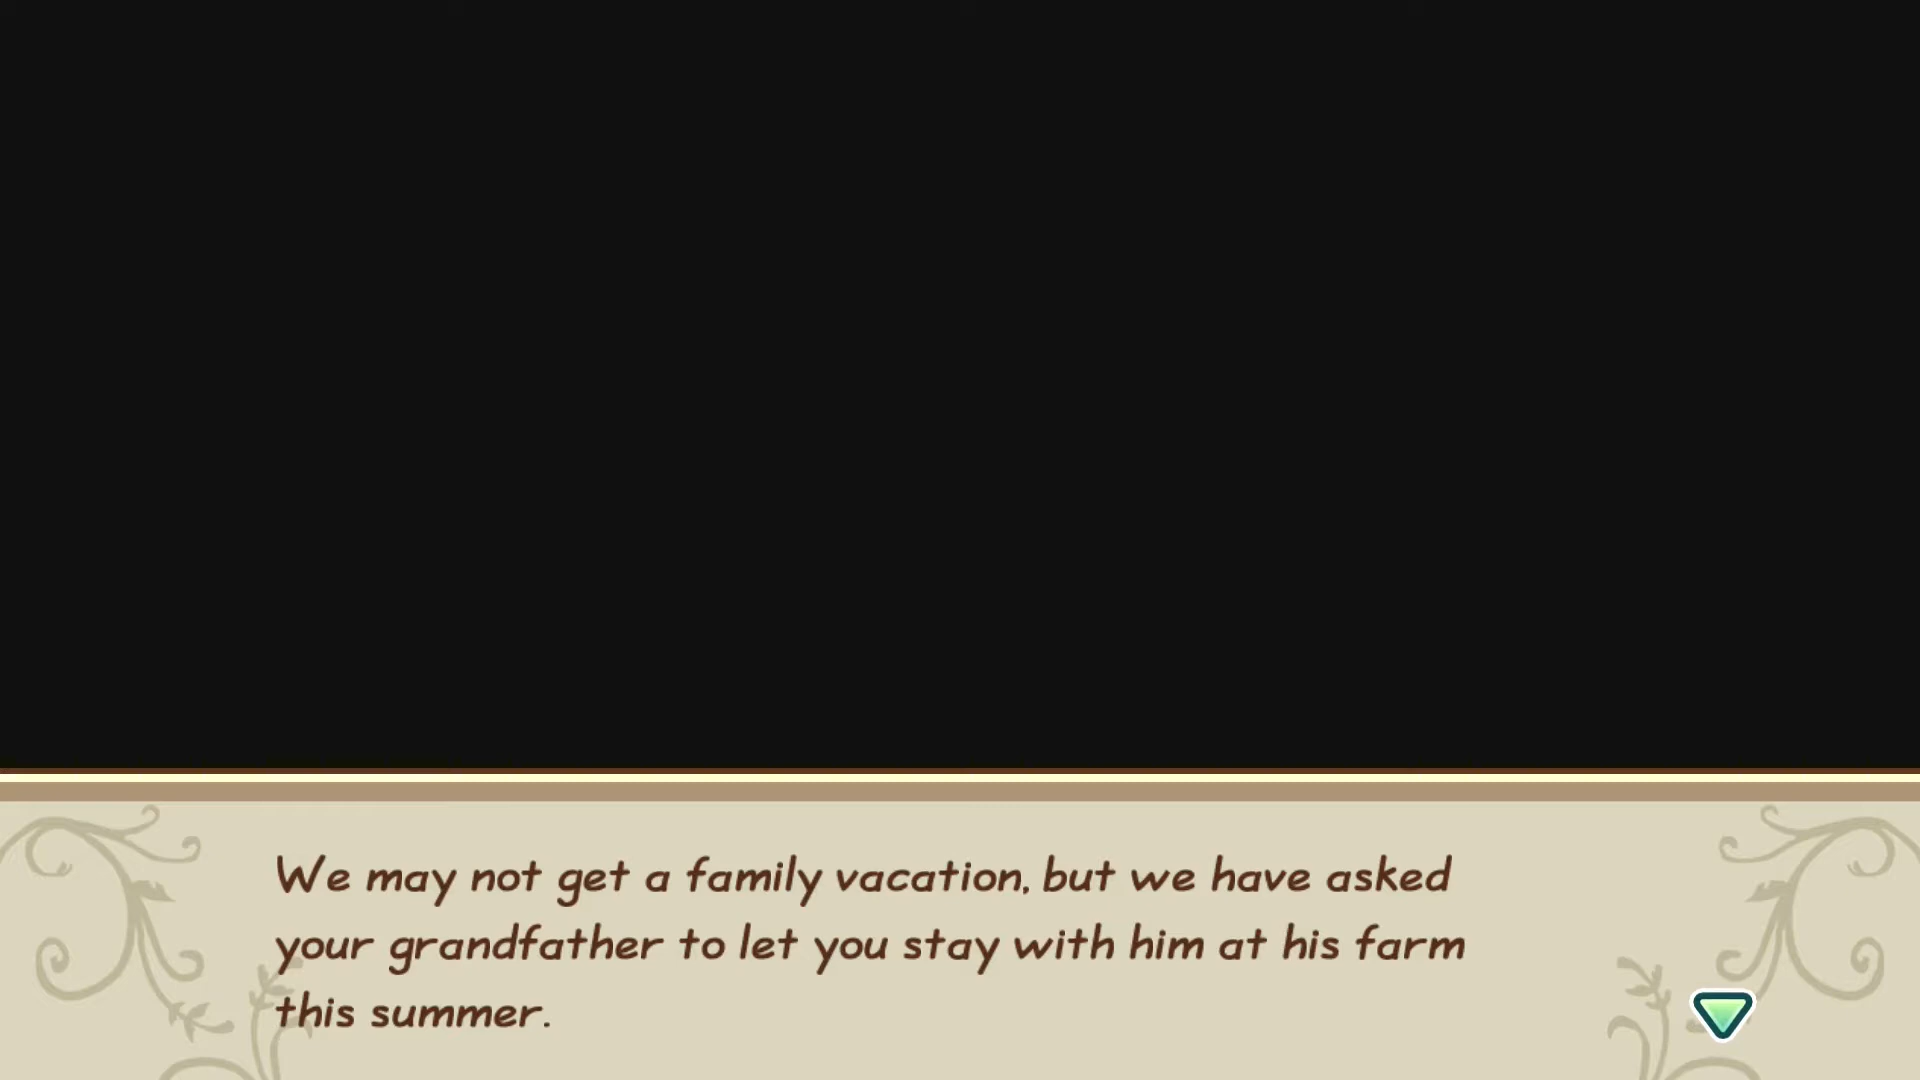 We may not get a family vacation, but we have asked
your grandfather to let you stay with him at his farm
this summer.